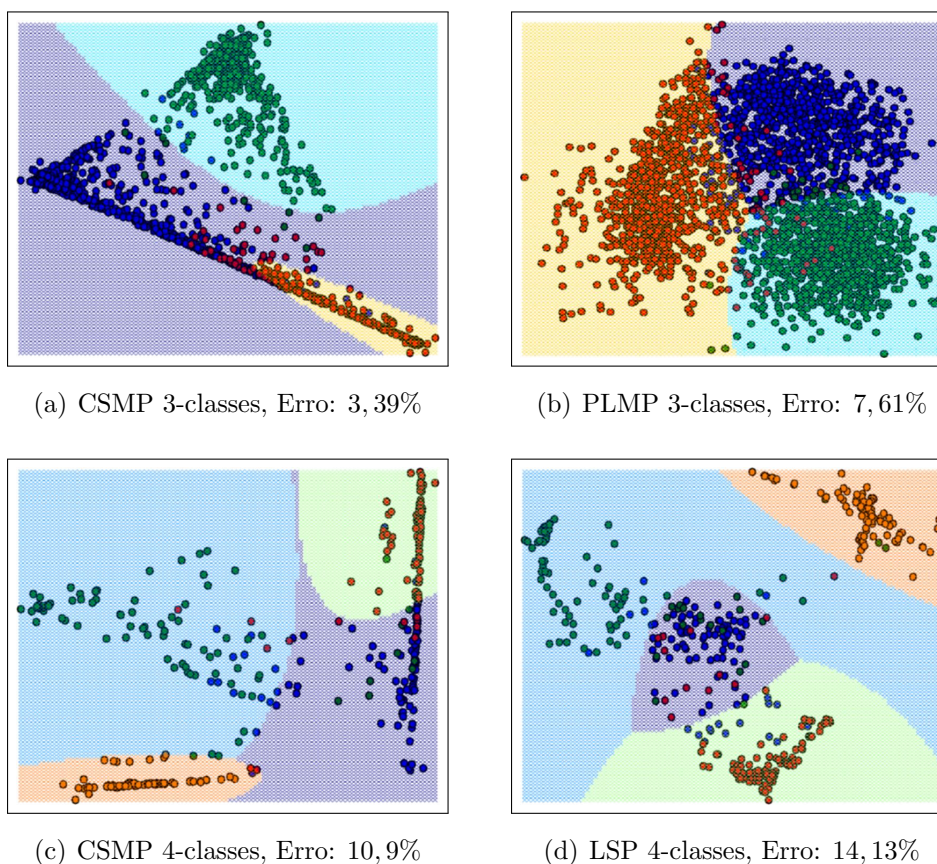 (a) CSMP 3-classes, Erro: 3, 39%
(b) PLMP 3-classes, Erro: 7, 61%
(c) CSMP 4-classes, Erro: 10, 9%
(d) LSP 4-classes, Erro: 14, 13%